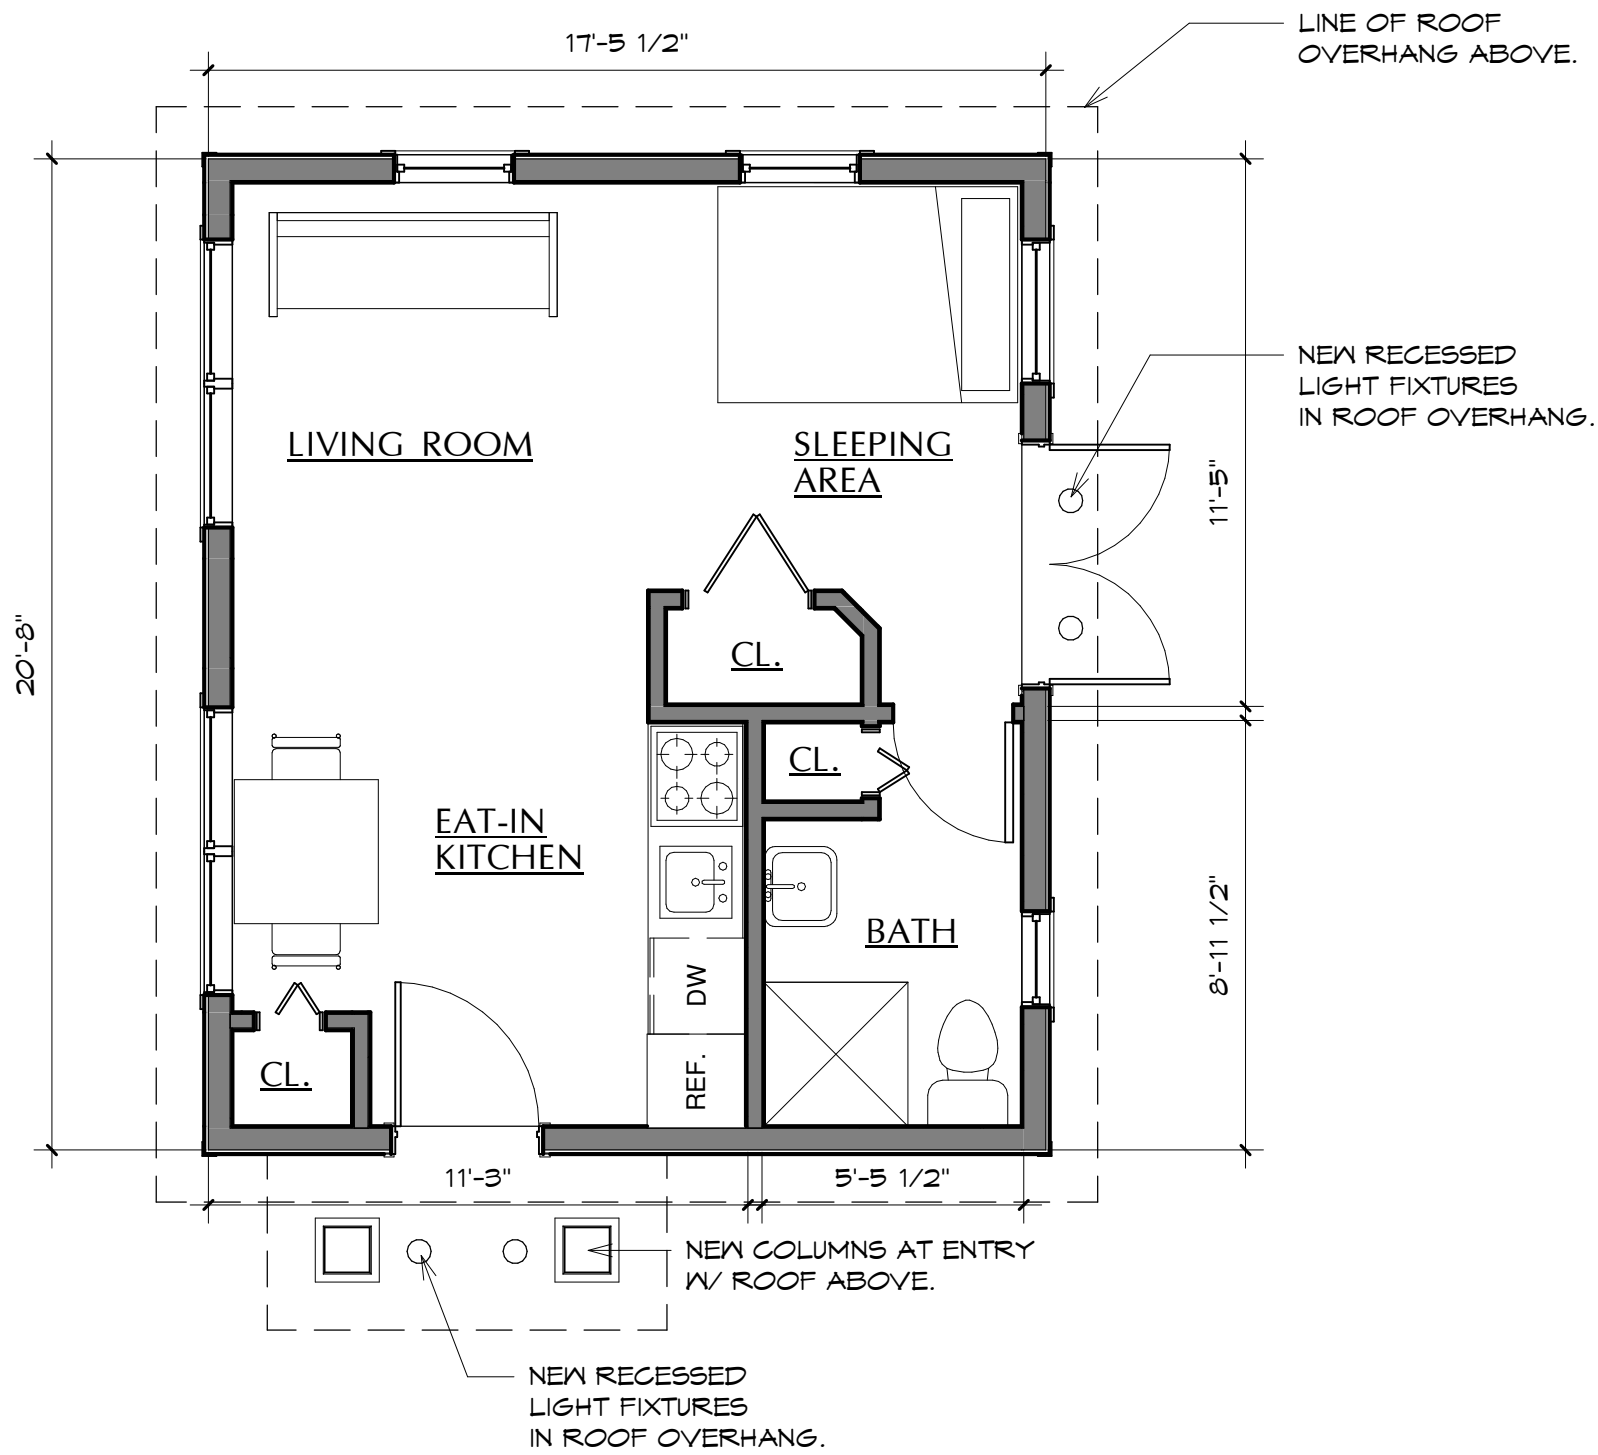 17'-5 1/2"
LINE OF ROOF
OVERHANG ABOVE.
NEW RECESSED
LIGHT FIXTURES
IN ROOF OVERHANG.
LIVING ROOM
SLEEPING
AREA
11'-5"
20'-8"
CL.
CL.
EAT-IN
KITCHEN
BATH
8'-11 1/2"
DW
REF.
CL.
11'-3"
5'-5 1/2"
NEW COLUMNS AT ENTRY
W/ ROOF ABOVE.
NEW RECESSED
LIGHT FIXTURES
IN ROOF OVERHANG.